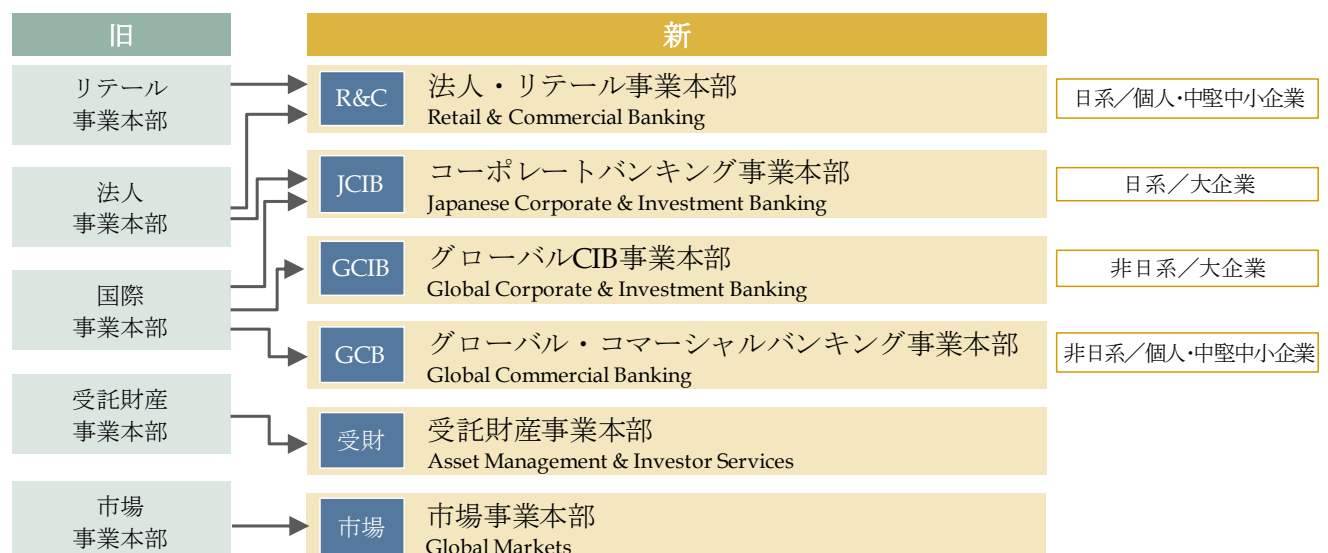 旧
新
リテール
事業本部
法人
事業本部
国際
事業本部
受託財産
事業本部
市場
事業本部
R&C
法人・リテール事業本部
Retail & Commercial Banking
日系／個人・中堅中小企業
JCIB
コーポレートバンキング事業本部
Japanese Corporate & Investment Banking
日系／大企業
GCIB
グローバルCIB事業本部
Global Corporate & Investment Banking
非日系／大企業
GCB
グローバル・コマーシャルバンキング事業本部
Global Commercial Banking
非日系／個人・中堅中小企業
受財
受託財産事業本部
Asset Management & Investor Services
市場
市場事業本部
Global Markets